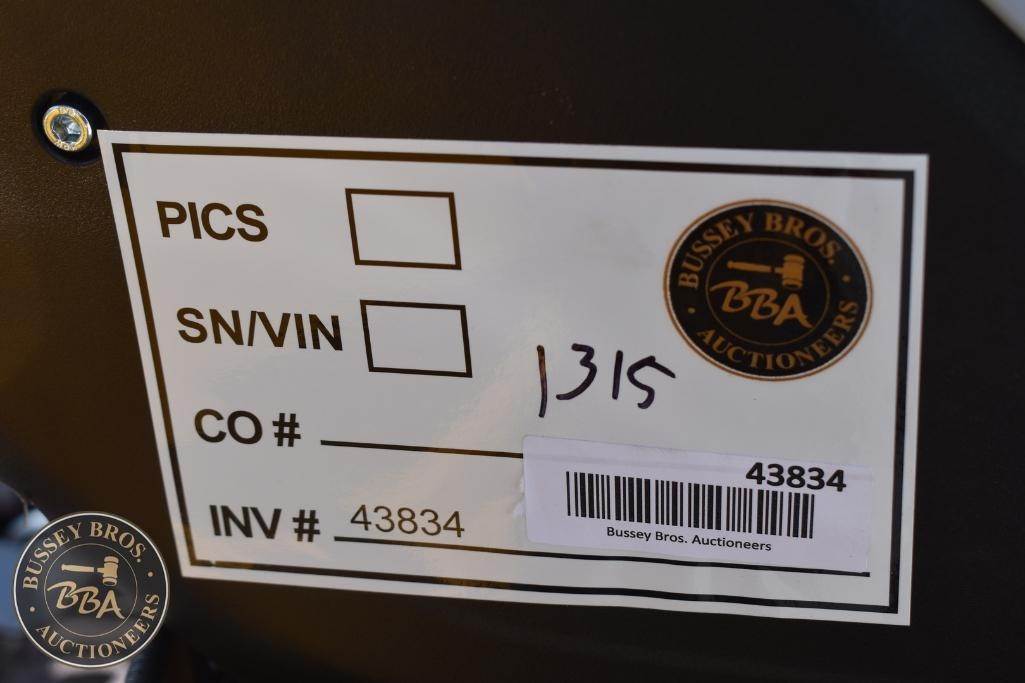 PICS
SN/VIN
CO #
INV # 43834
1315
BUSSEY BROS.
BBA
AUCTIONEERS
43834
Bussey Bros. Auctioneers
BUSSEY BROS.
BBA
AUCTIONEERS